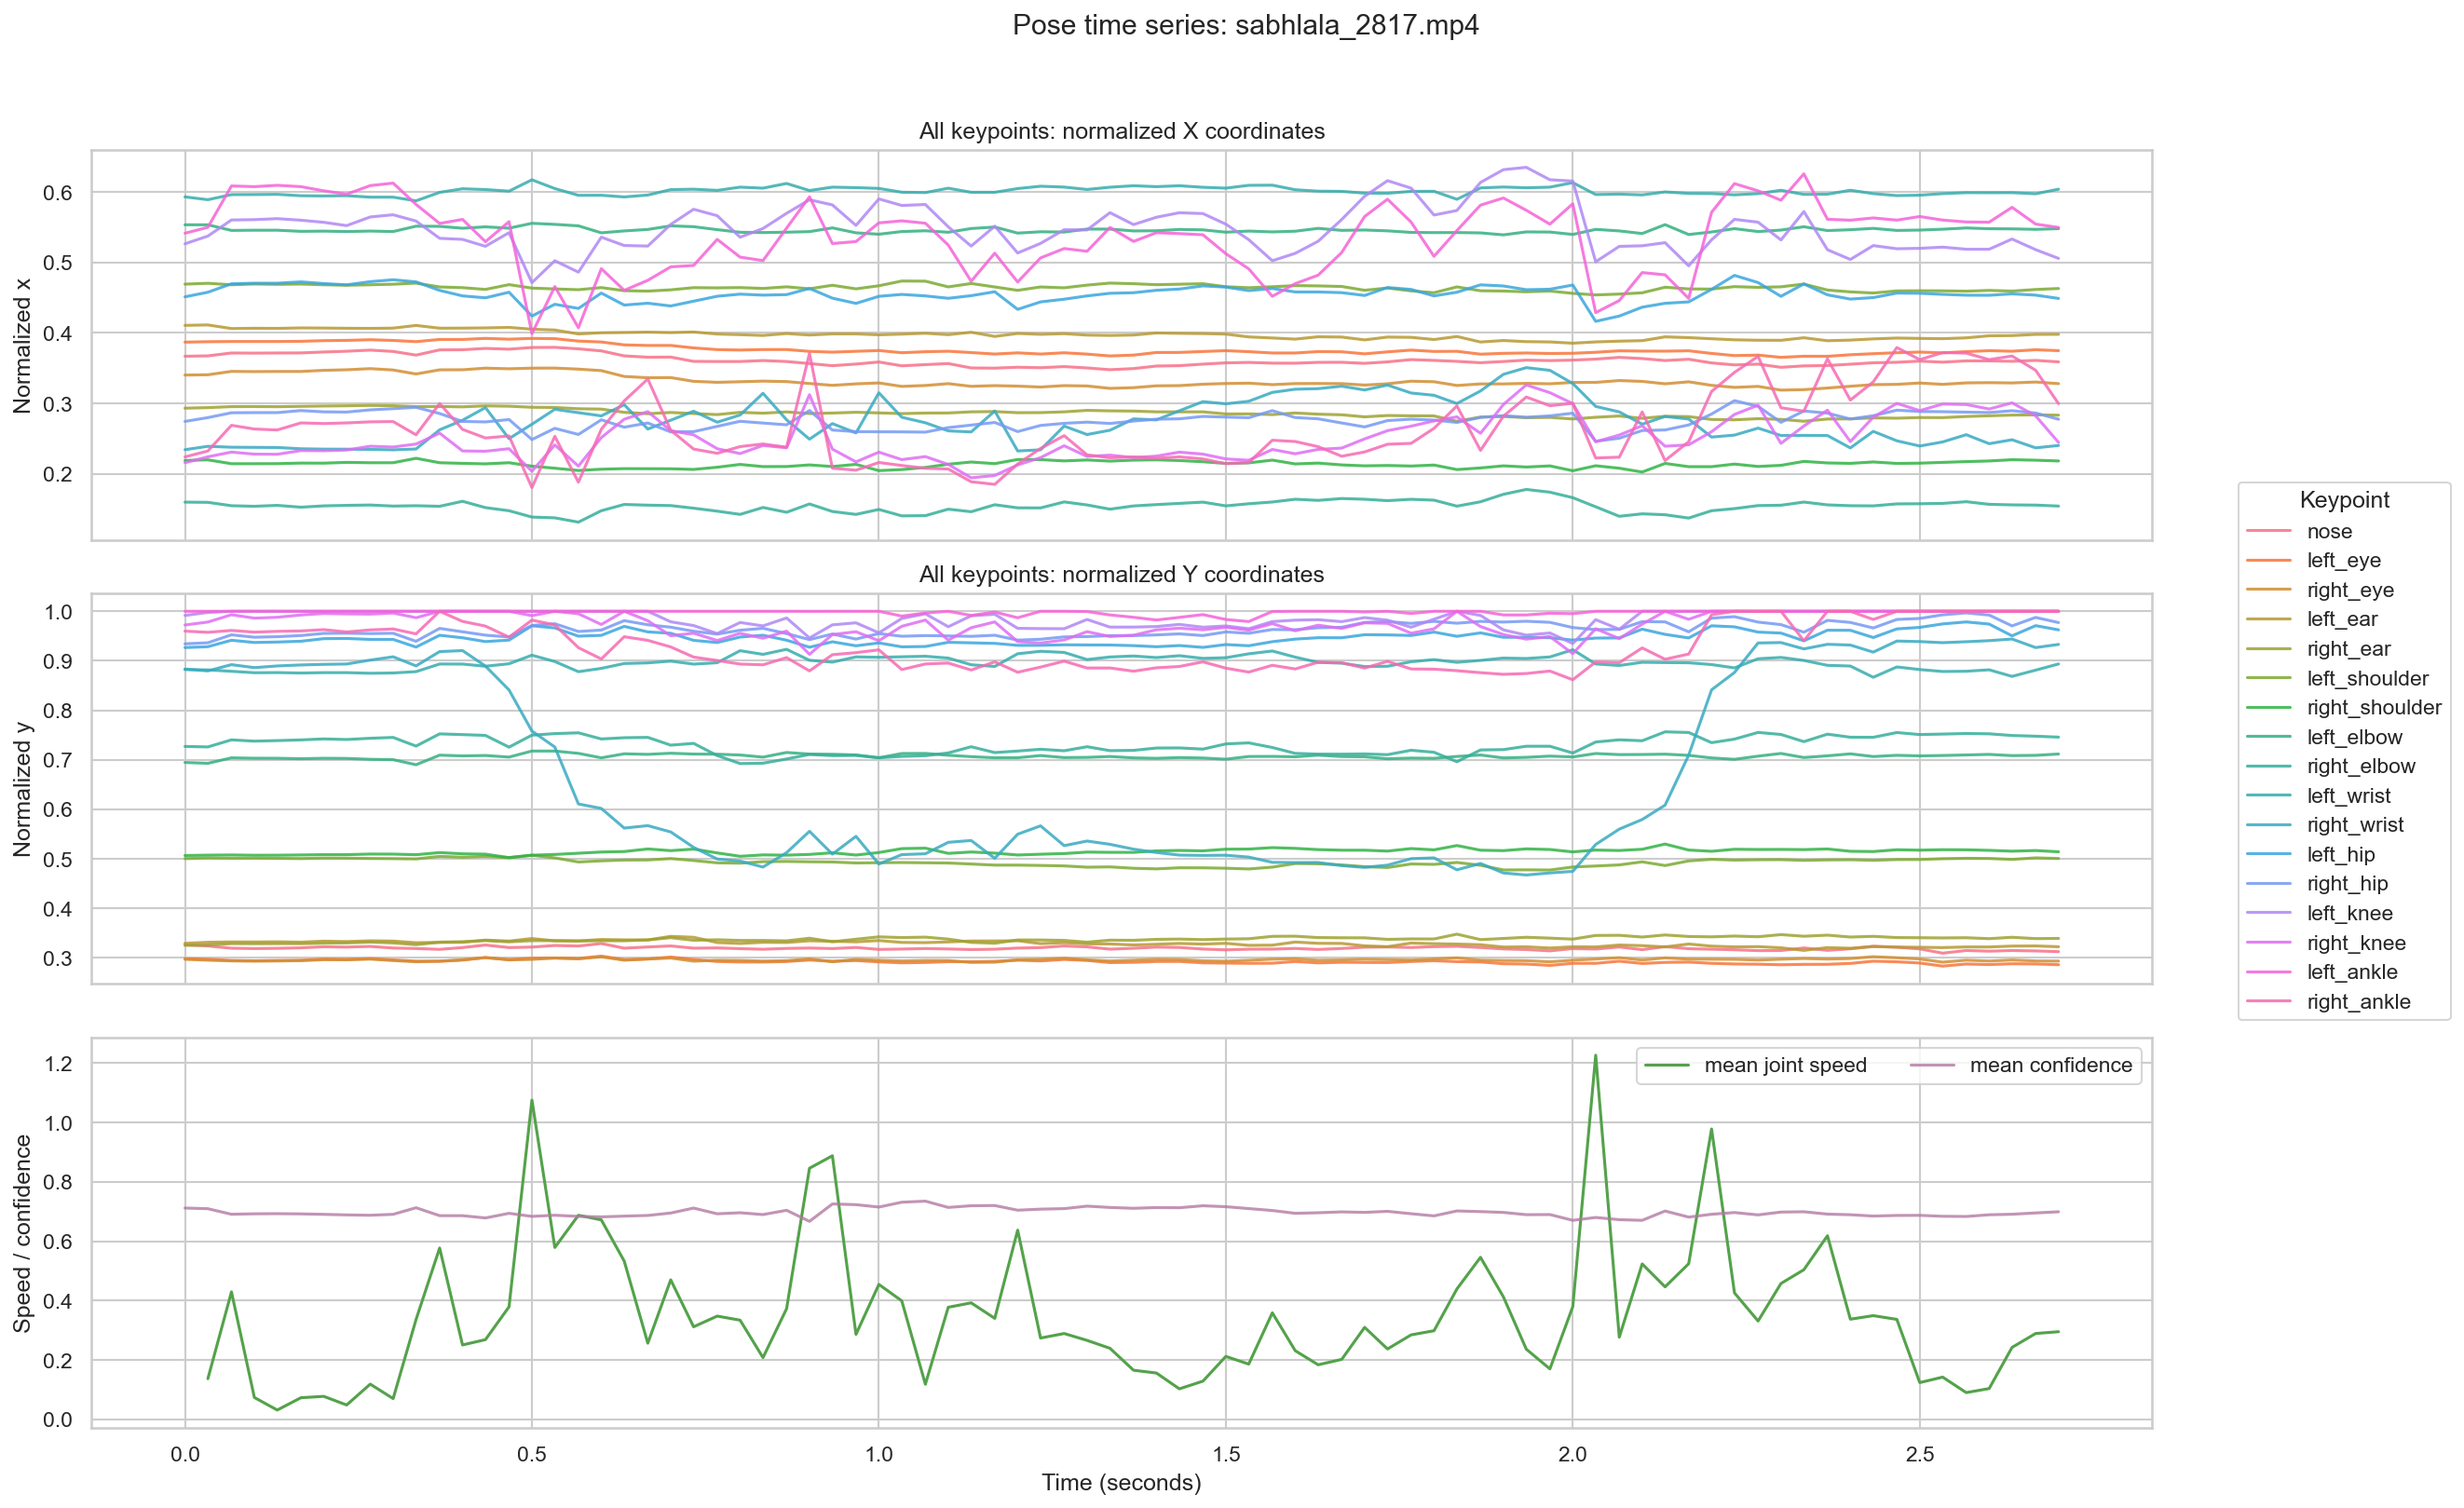 Pose time series: sabhlala_2817.mp4
All keypoints: normalized X coordinates
Normalized x
0.6
0.5
0.4
0.3
0.2
All keypoints: normalized Y coordinates
Normalized y
1.0
0.9
0.8
0.7
0.6
0.5
0.4
0.3
Keypoint
nose
left_eye
right_eye
left_ear
right_ear
left_shoulder
right_shoulder
left_elbow
right_elbow
left_wrist
right_wrist
left_hip
right_hip
left_knee
right_knee
left_ankle
right_ankle
Speed / confidence
1.2
1.0
0.8
0.6
0.4
0.2
0.0
mean joint speed mean confidence
0.0 0.5 1.0 1.5 2.0 2.5
Time (seconds)